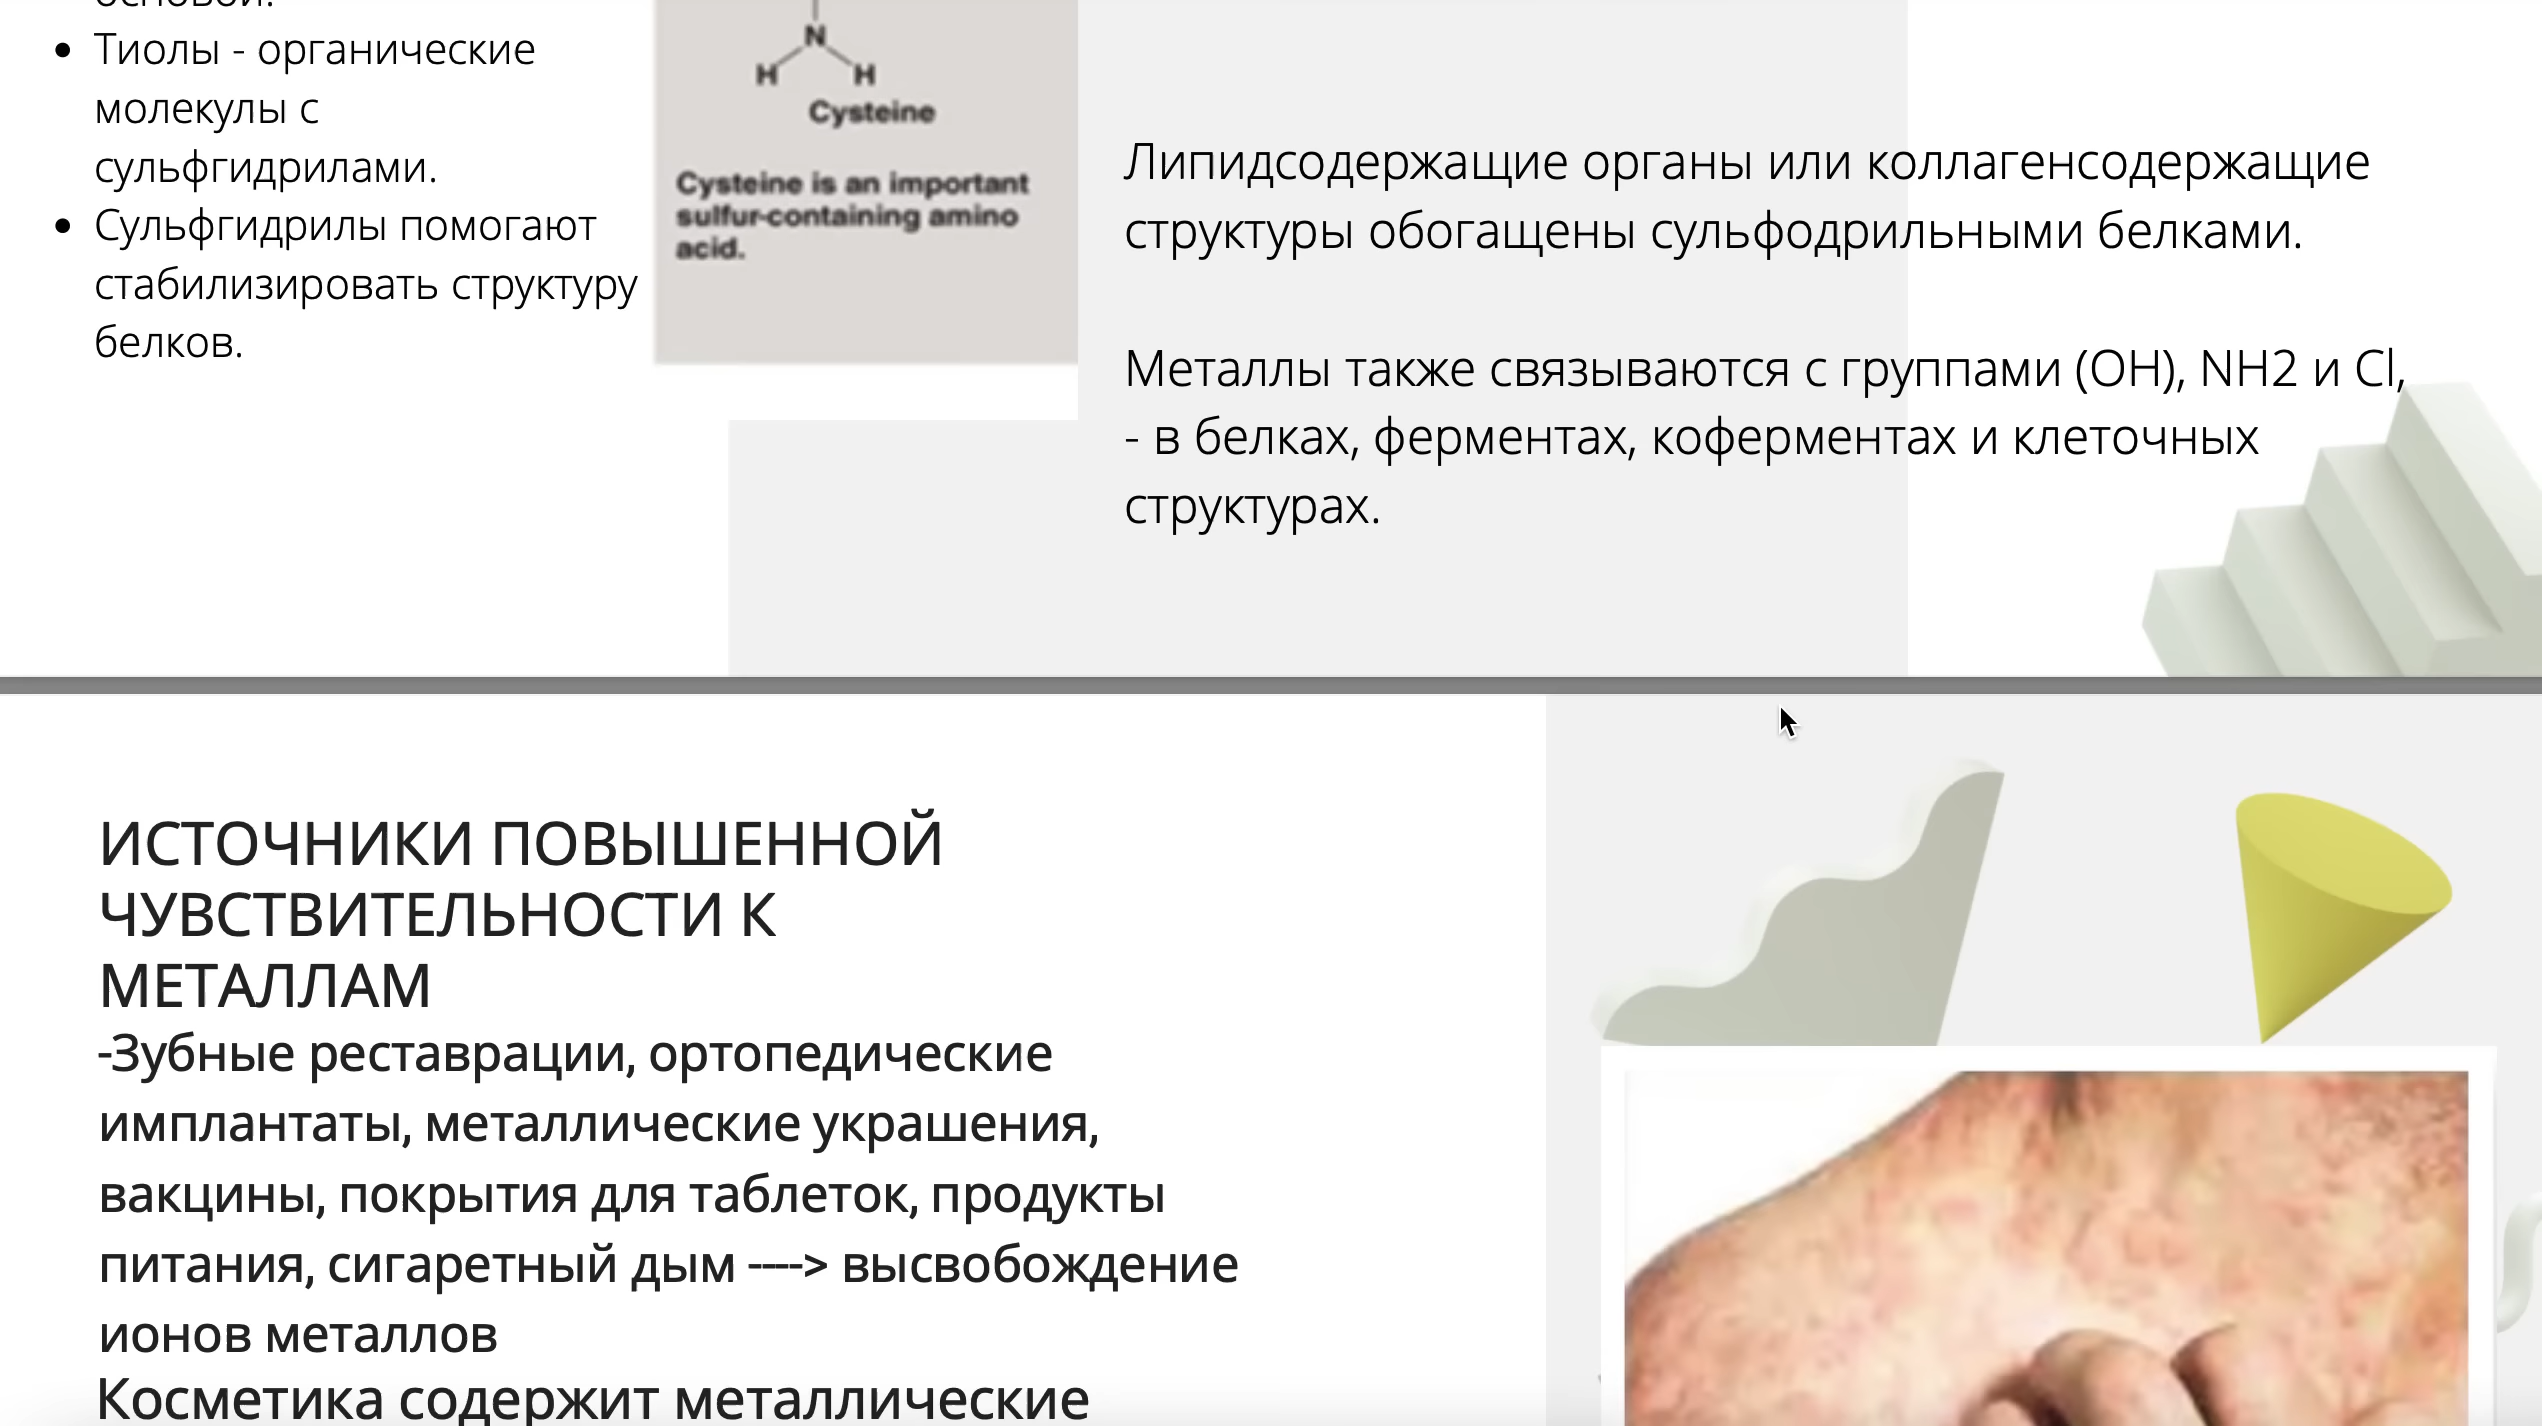 основой.
• Тиолы - органические
молекулы с
сульфгидрилами.
• Сульфгидрилы помогают
стабилизировать структуру
белков.
N
H H
Cysteine
Cysteine is an important
sulfur-containing amino
acid.
Липидсодержащие органы или коллагенсодержащие
структуры обогащены сульфодрильными белками.
Металлы также связываются с группами (ОН), NH2 и Cl,
- в белках, ферментах, коферментах и клеточных
структурах.
ИСТОЧНИКИ ПОВЫШЕННОЙ
ЧУВСТВИТЕЛЬНОСТИ К
МЕТАЛЛАМ
-Зубные реставрации, ортопедические
имплантаты, металлические украшения,
вакцины, покрытия для таблеток, продукты
питания, сигаретный дым ----> высвобождение
ионов металлов
Косметика содержит металлические